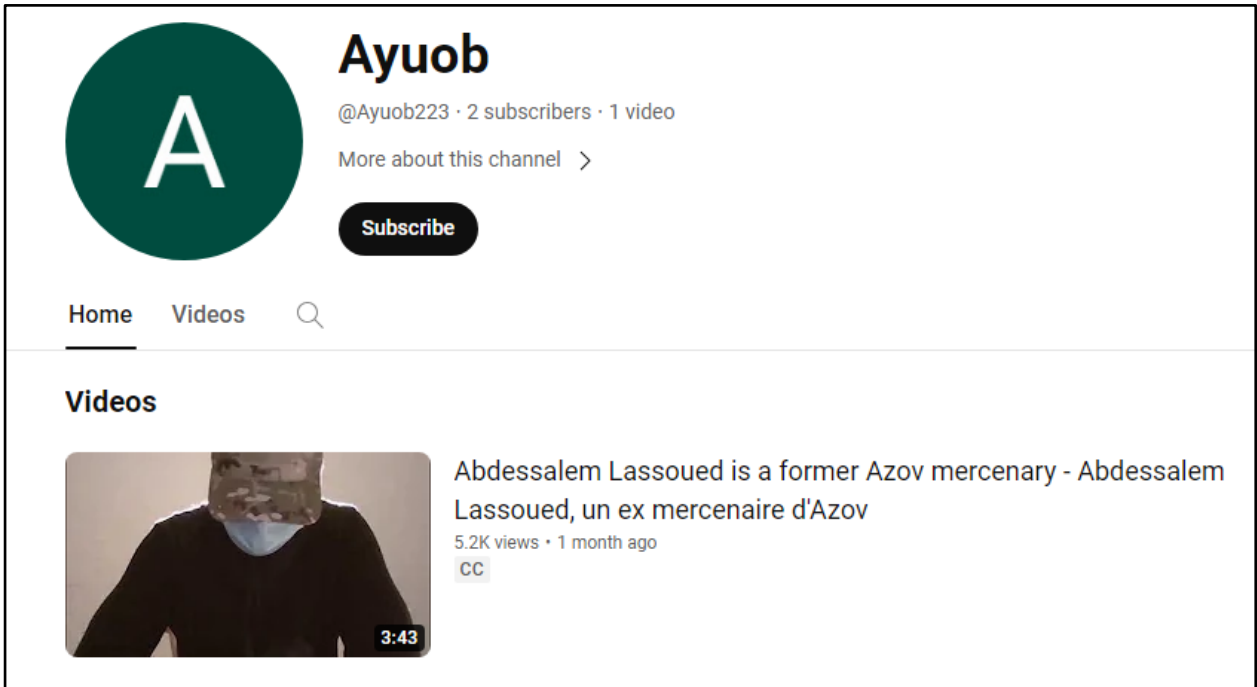 A
Ayuob
@Ayuob223 · 2 subscribers · 1 video
More about this channel
Subscribe
Home Videos
Videos
Abdessalem Lassoued is a former Azov mercenary - Abdessalem
Lassoued, un ex mercenaire d'Azov
5.2K views • 1 month ago
CC
3:43